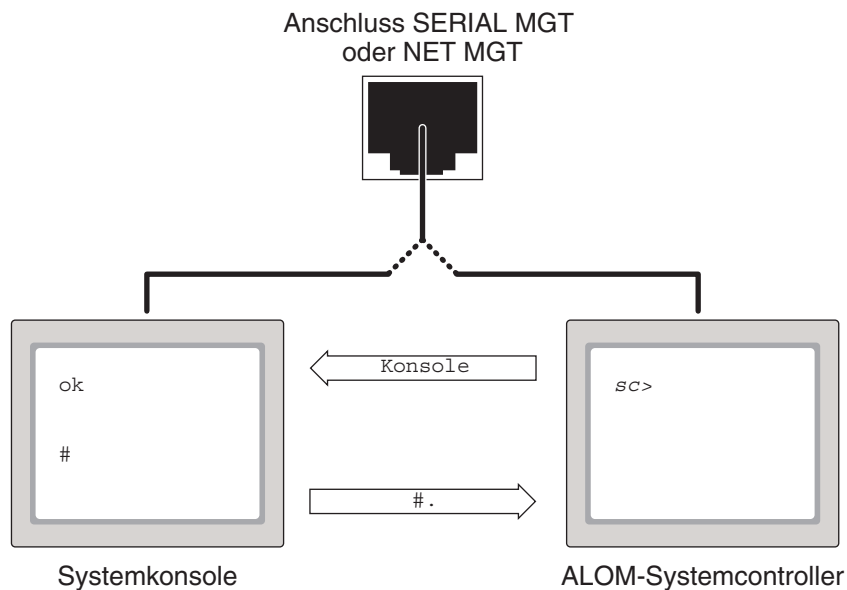 Anschluss SERIAL MGT
oder NET MGT
Konsole
ok
sc>
#
#.
Systemkonsole
ALOM-Systemcontroller